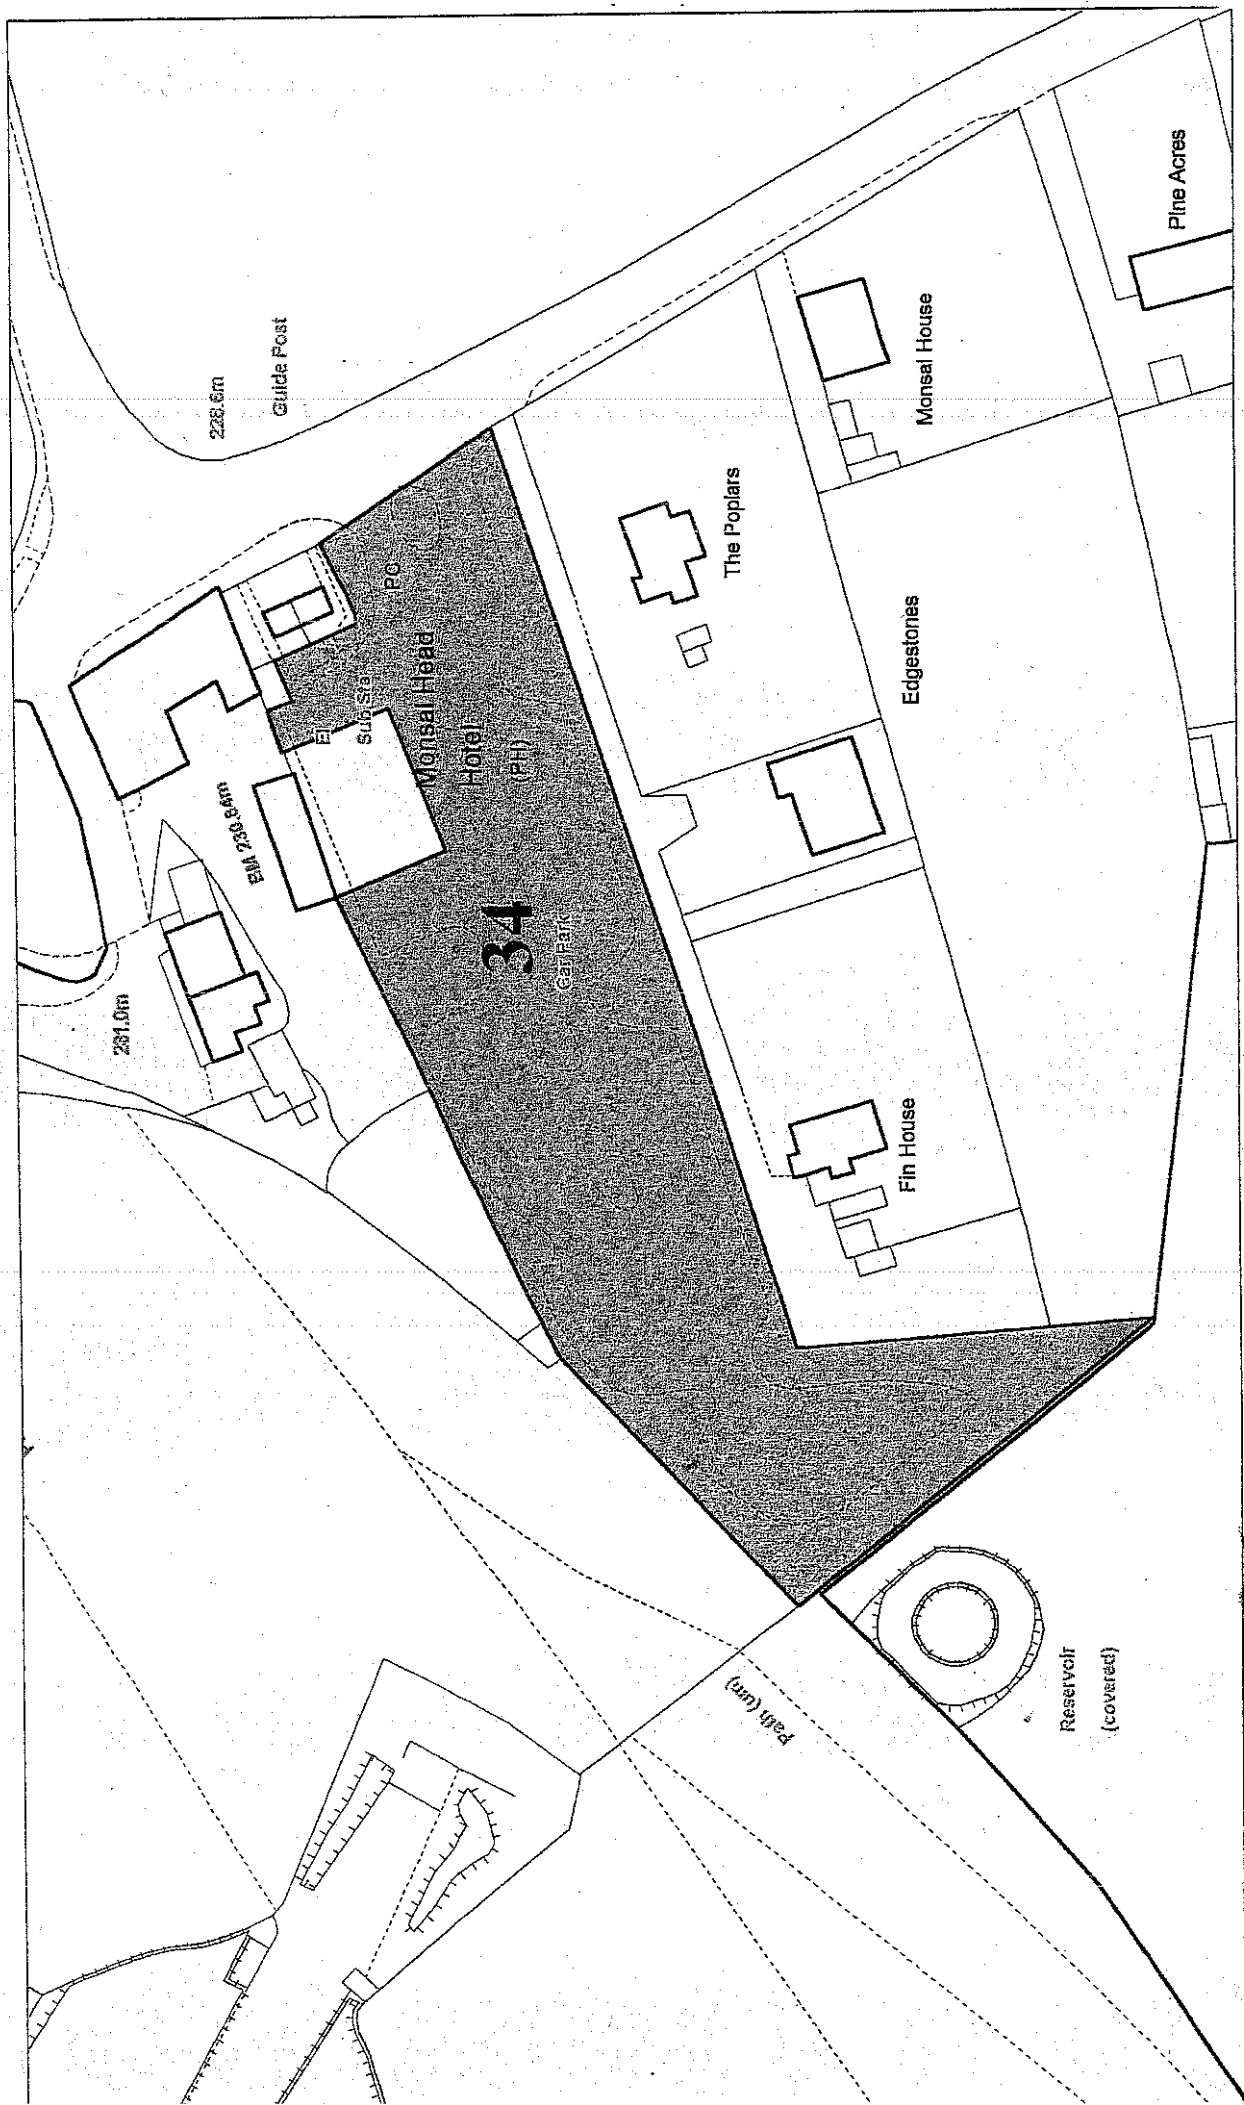 228.6m
Guide Post
Pine Acres
Monsal House
The Poplars
Edgestones
PC
El
Sub Sta
Monsal Head
Hotel
(PH)
BM 230.84m
34
Car Park
231.0m
Fin House
Path (um)
Reservoir
(covered)